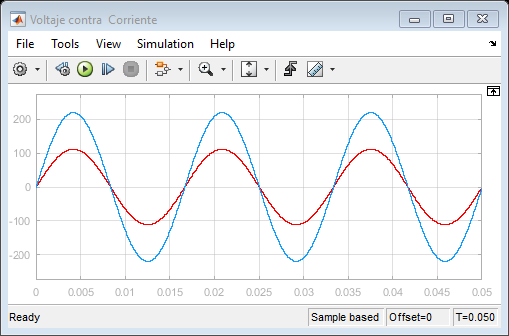 Voltaje contra Corriente
File Tools View Simulation Help
200
100
0
-100
-200
0 0.005 0.01 0.015 0.02 0.025 0.03 0.035 0.04 0.045 0.05
Ready Sample based Offset=0 T=0.050